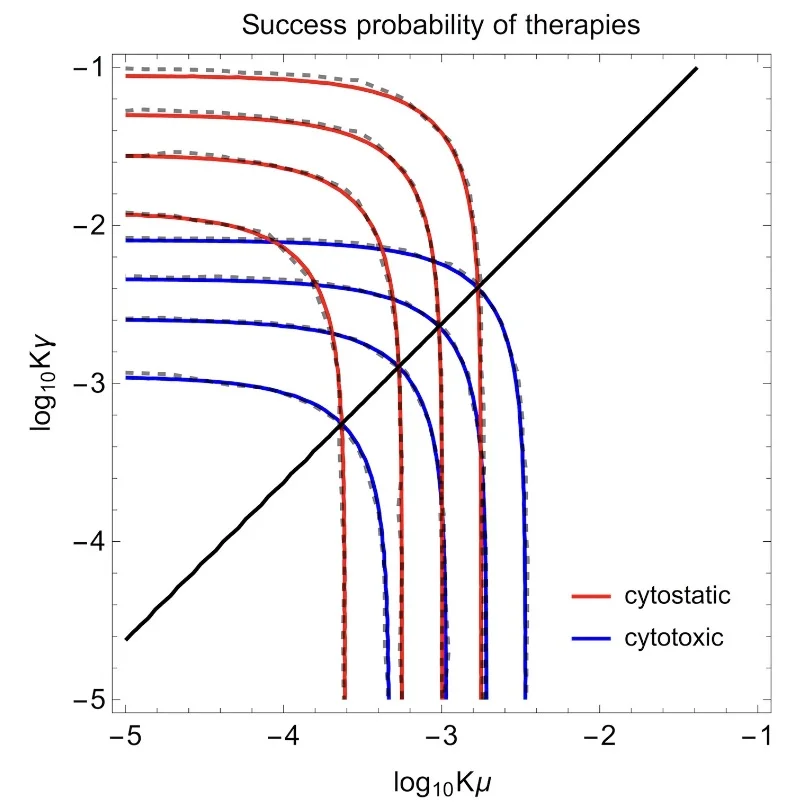 Success probability of therapies
−1
−2
−3
−4
−5
log₁₀Kγ
cytostatic
cytotoxic
−5 −4 −3 −2 −1
log₁₀Kμ